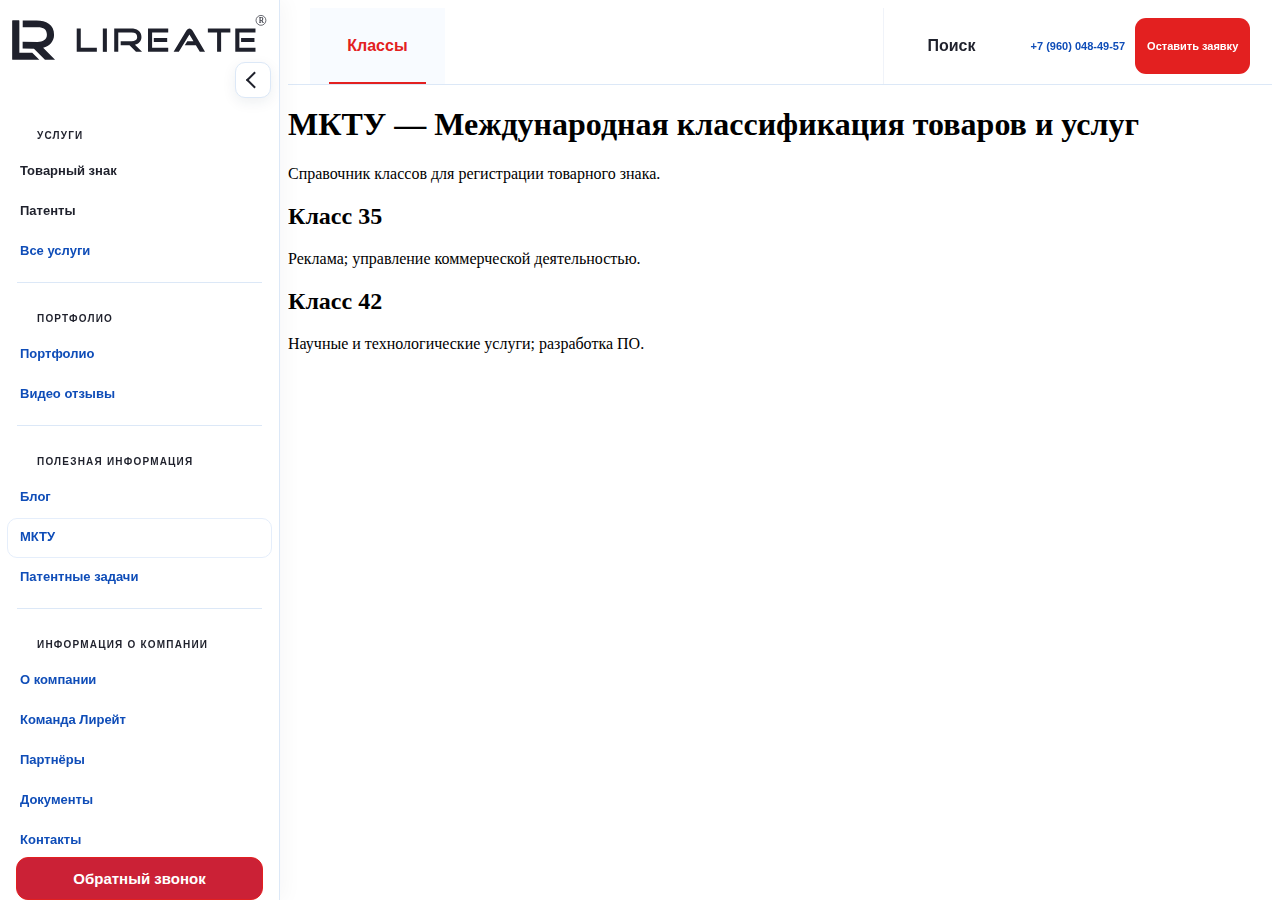 LIREATE®
УСЛУГИ
Товарный знак
Патенты
Все услуги
ПОРТФОЛИО
Портфолио
Видео отзывы
ПОЛЕЗНАЯ ИНФОРМАЦИЯ
Блог
МКТУ
Патентные задачи
ИНФОРМАЦИЯ О КОМПАНИИ
О компании
Команда Лирейт
Партнёры
Документы
Контакты
Обратный звонок
Классы
Поиск
+7 (960) 048-49-57
Оставить заявку
МКТУ — Международная классификация товаров и услуг
Справочник классов для регистрации товарного знака.
Класс 35
Реклама; управление коммерческой деятельностью.
Класс 42
Научные и технологические услуги; разработка ПО.